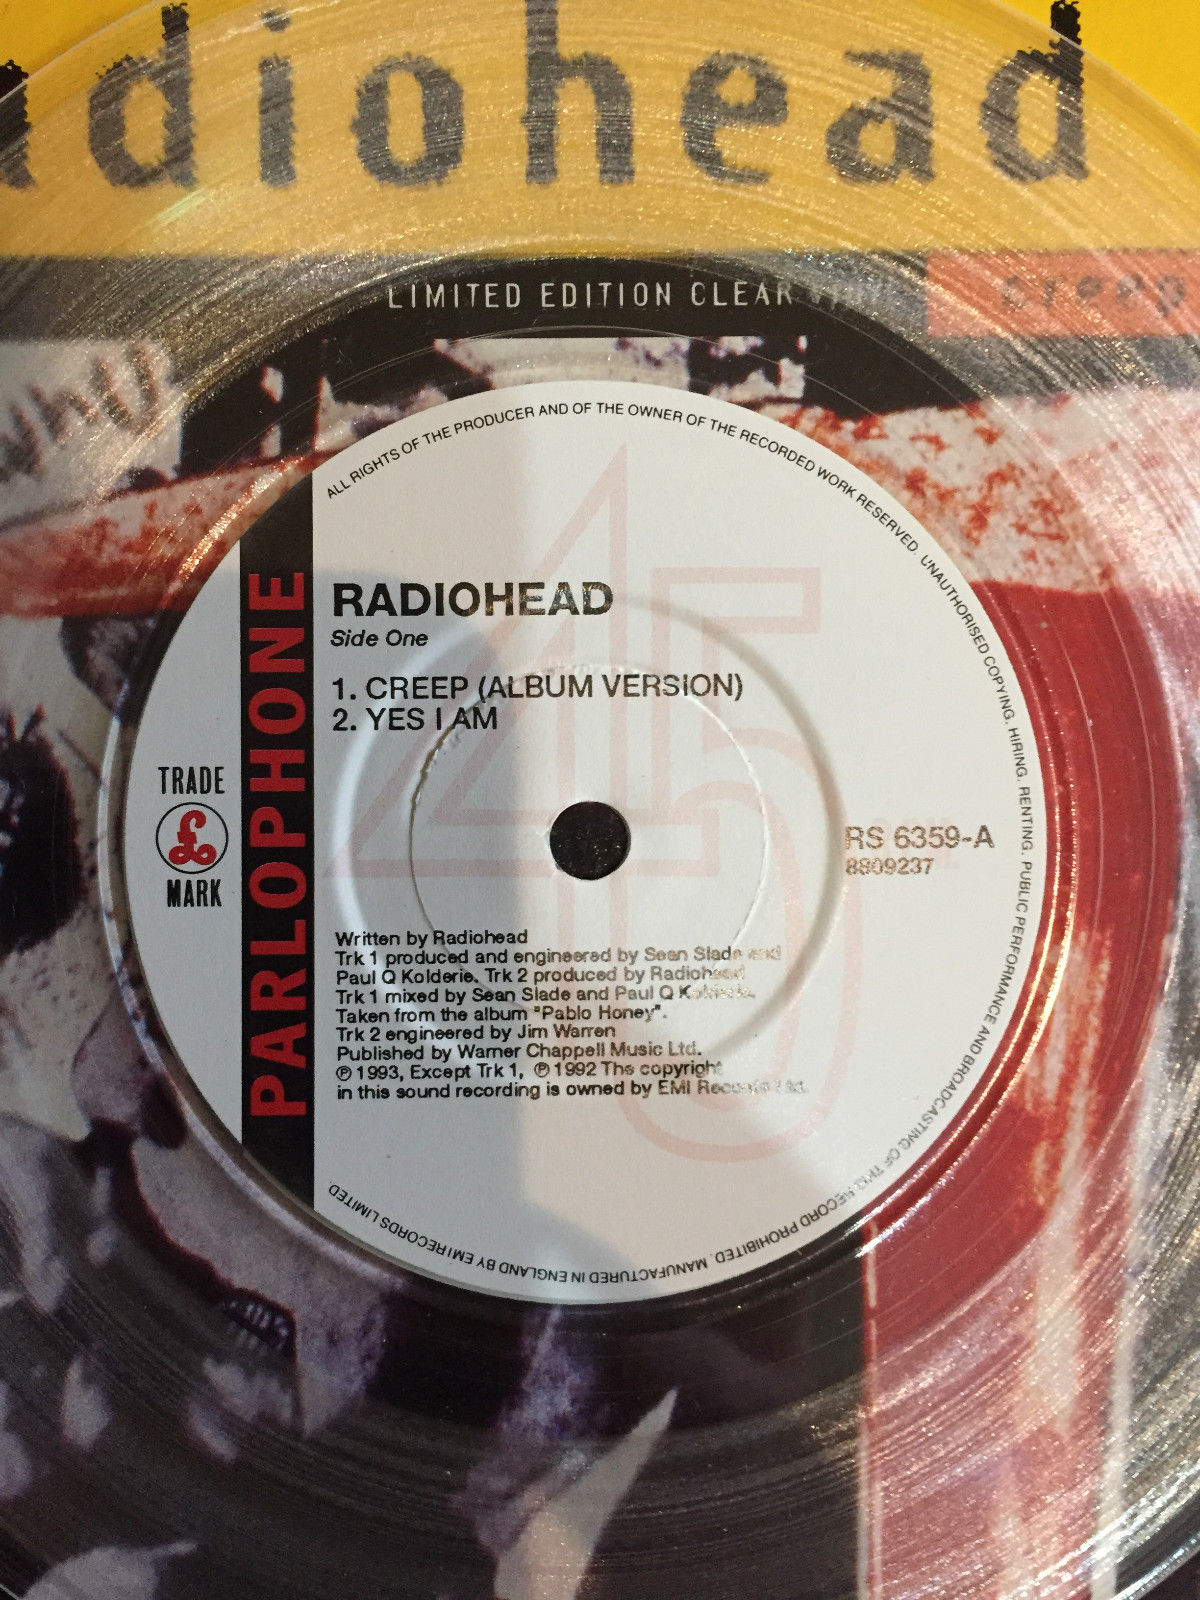 adiohead
LIMITED EDITION CLEAR
creep
ALL RIGHTS OF THE PRODUCER AND OF THE OWNER OF THE RECORDED WORK RESERVED. UNAUTHORISED COPYING, HIRING, RENTING, PUBLIC PERFORMANCE AND BROADCASTING OF THIS RECORD PROHIBITED. MANUFACTURED IN ENGLAND BY EMI RECORDS LIMITED.
45
RADIOHEAD
Side One
1. CREEP (ALBUM VERSION)
2. YES I AM
TRADE
£
MARK
PARLOPHONE
RS 6359-A
8809237
Written by Radiohead
Trk 1 produced and engineered by Sean Slade and
Paul Q Kolderie. Trk 2 produced by Radiohead
Trk 1 mixed by Sean Slade and Paul Q Kolderie.
Taken from the album "Pablo Honey".
Trk 2 engineered by Jim Warren
Published by Warner Chappell Music Ltd.
℗ 1993, Except Trk 1, ℗ 1992 The copyright
in this sound recording is owned by EMI Records Ltd.